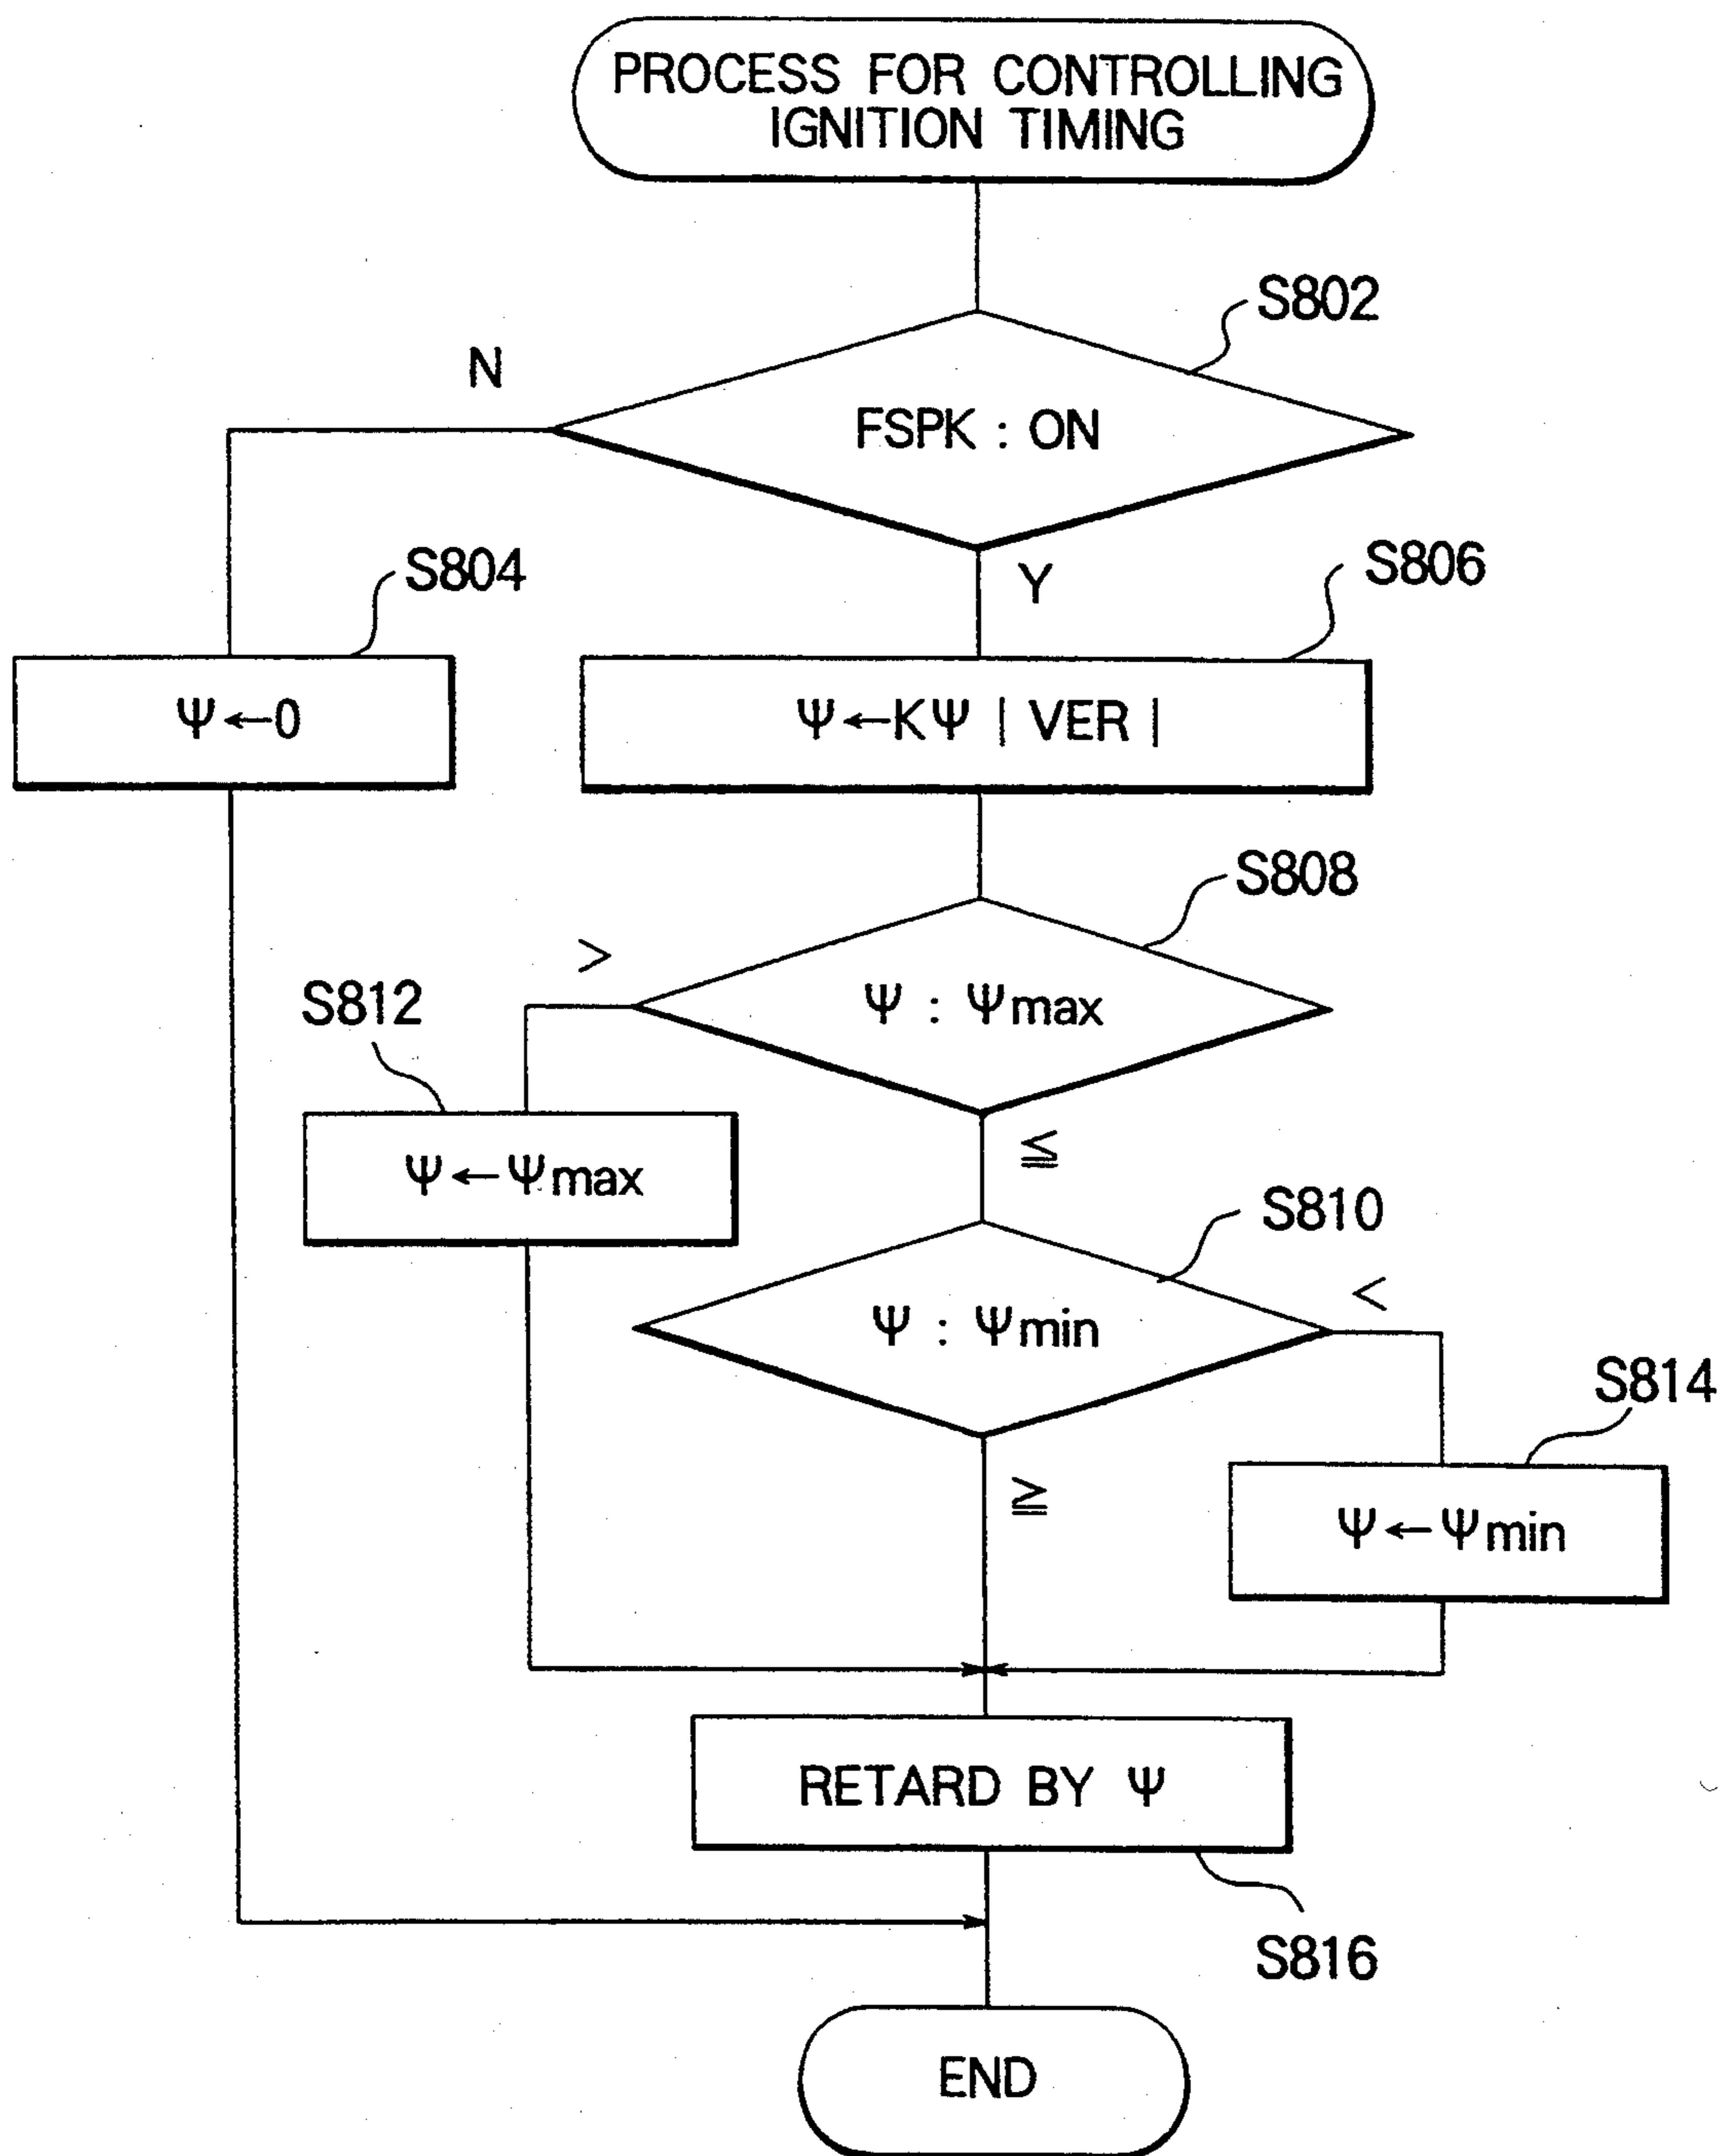 PROCESS FOR CONTROLLING
IGNITION TIMING
S802
N
FSPK : ON
S804
Y
S806
Ψ←0
Ψ←KΨ | VER |
S808
>
Ψ : Ψmax
S812
≦
Ψ←Ψmax
S810
<
Ψ : Ψmin
S814
≧
Ψ←Ψmin
RETARD BY Ψ
S816
END